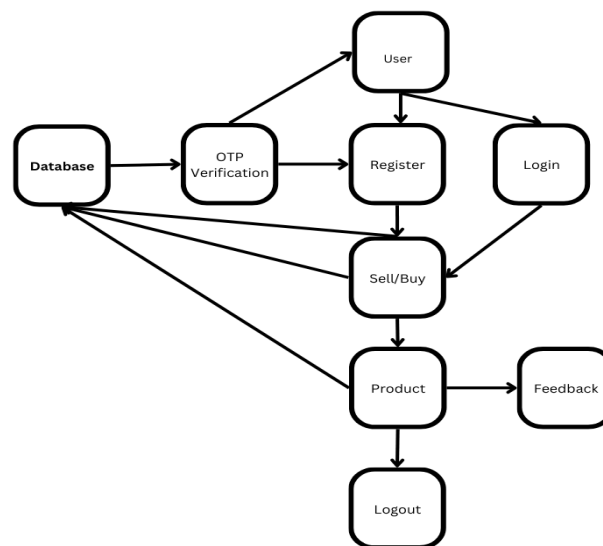 User
Database
OTP
Verification
Register
Login
Sell/Buy
Product
Feedback
Logout